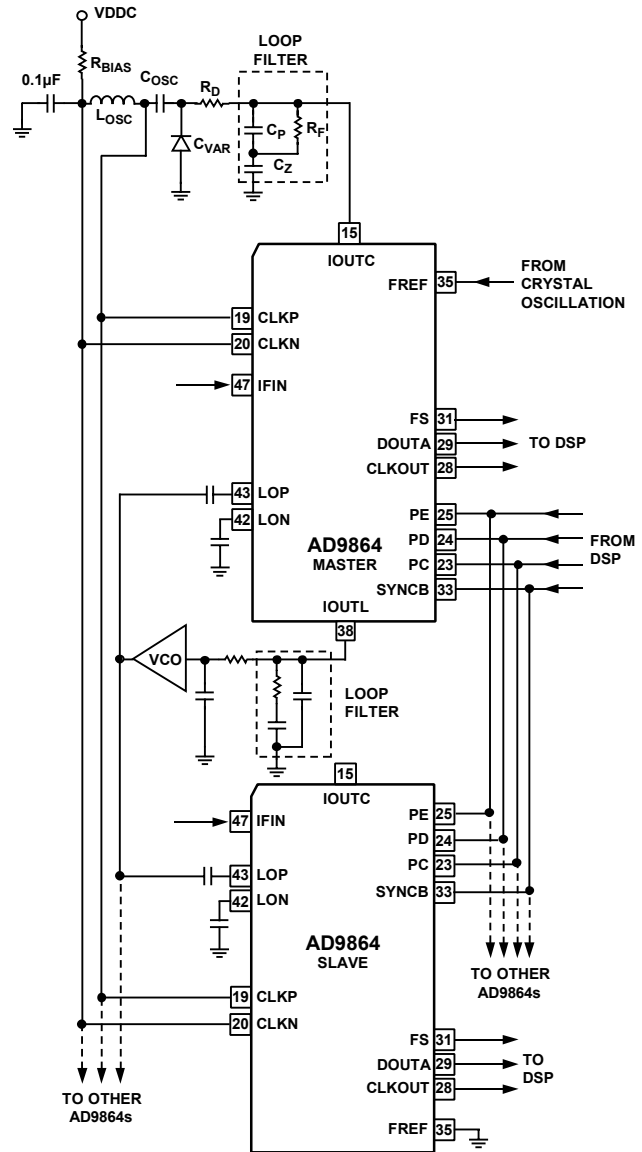 VDDC
RBIAS
LOOP
FILTER
0.1µF
COSC
RD
LOSC
CP
RF
CVAR
CZ
15
IOUTC
FROM
CRYSTAL
OSCILLATION
FREF
35
19
CLKP
20
CLKN
47
IFIN
FS
31
DOUTA
29
TO DSP
CLKOUT
28
43
LOP
PE
25
42
LON
PD
24
FROM
DSP
AD9864
MASTER
PC
23
SYNCB
33
IOUTL
38
VCO
LOOP
FILTER
15
IOUTC
47
IFIN
PE
25
PD
24
43
LOP
PC
23
42
LON
SYNCB
33
AD9864
SLAVE
TO OTHER
AD9864s
19
CLKP
20
CLKN
FS
31
DOUTA
29
TO
DSP
CLKOUT
28
TO OTHER
AD9864s
FREF
35